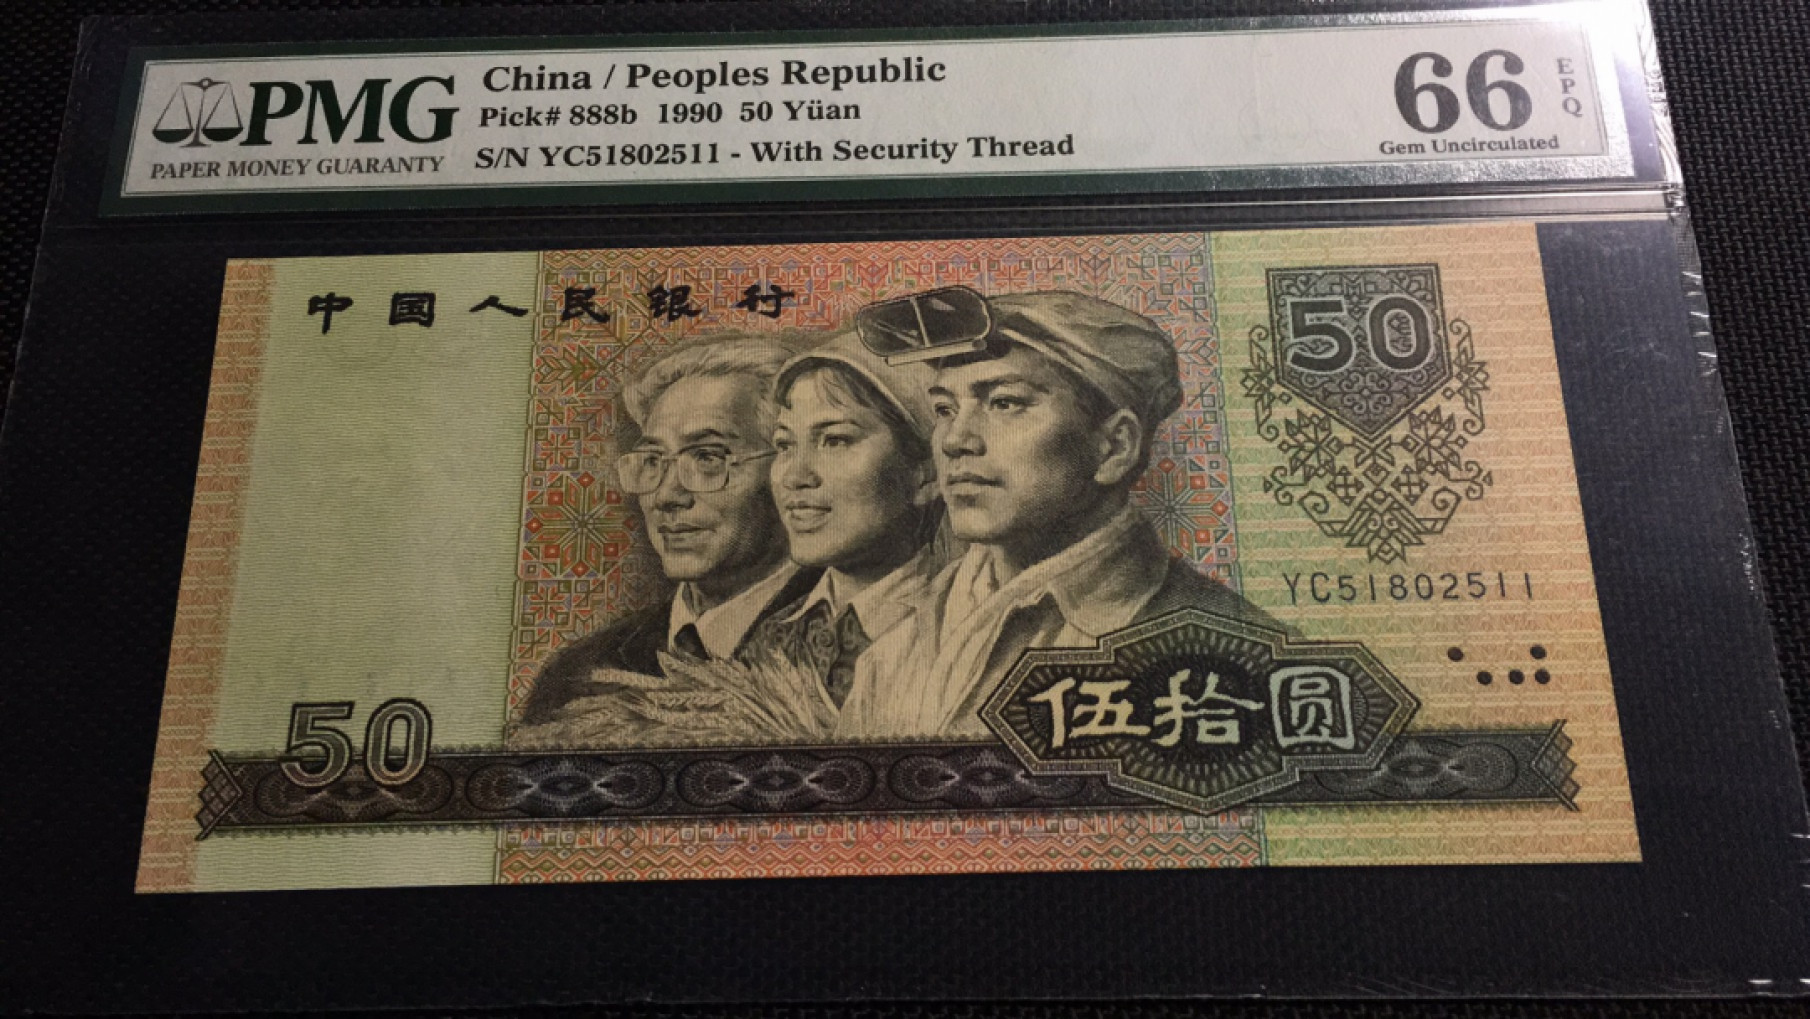 PMG
PAPER MONEY GUARANTY
China / Peoples Republic
Pick# 888b 1990 50 Yüan
S/N YC51802511 - With Security Thread
66
EPQ
Gem Uncirculated
中国人民银行
50
YC51802511
50
伍拾圆